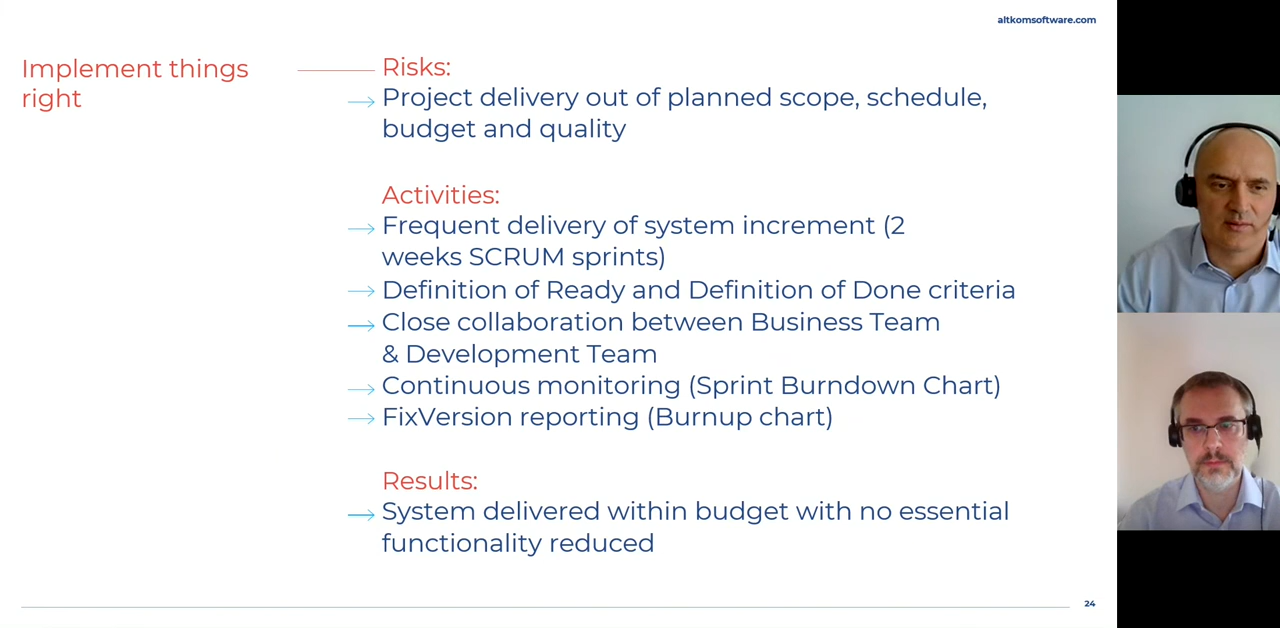 altkomsoftware.com
Implement things
right
Risks:
Project delivery out of planned scope, schedule,
budget and quality
Activities:
Frequent delivery of system increment (2
weeks SCRUM sprints)
Definition of Ready and Definition of Done criteria
Close collaboration between Business Team
& Development Team
Continuous monitoring (Sprint Burndown Chart)
FixVersion reporting (Burnup chart)
Results:
System delivered within budget with no essential
functionality reduced
24